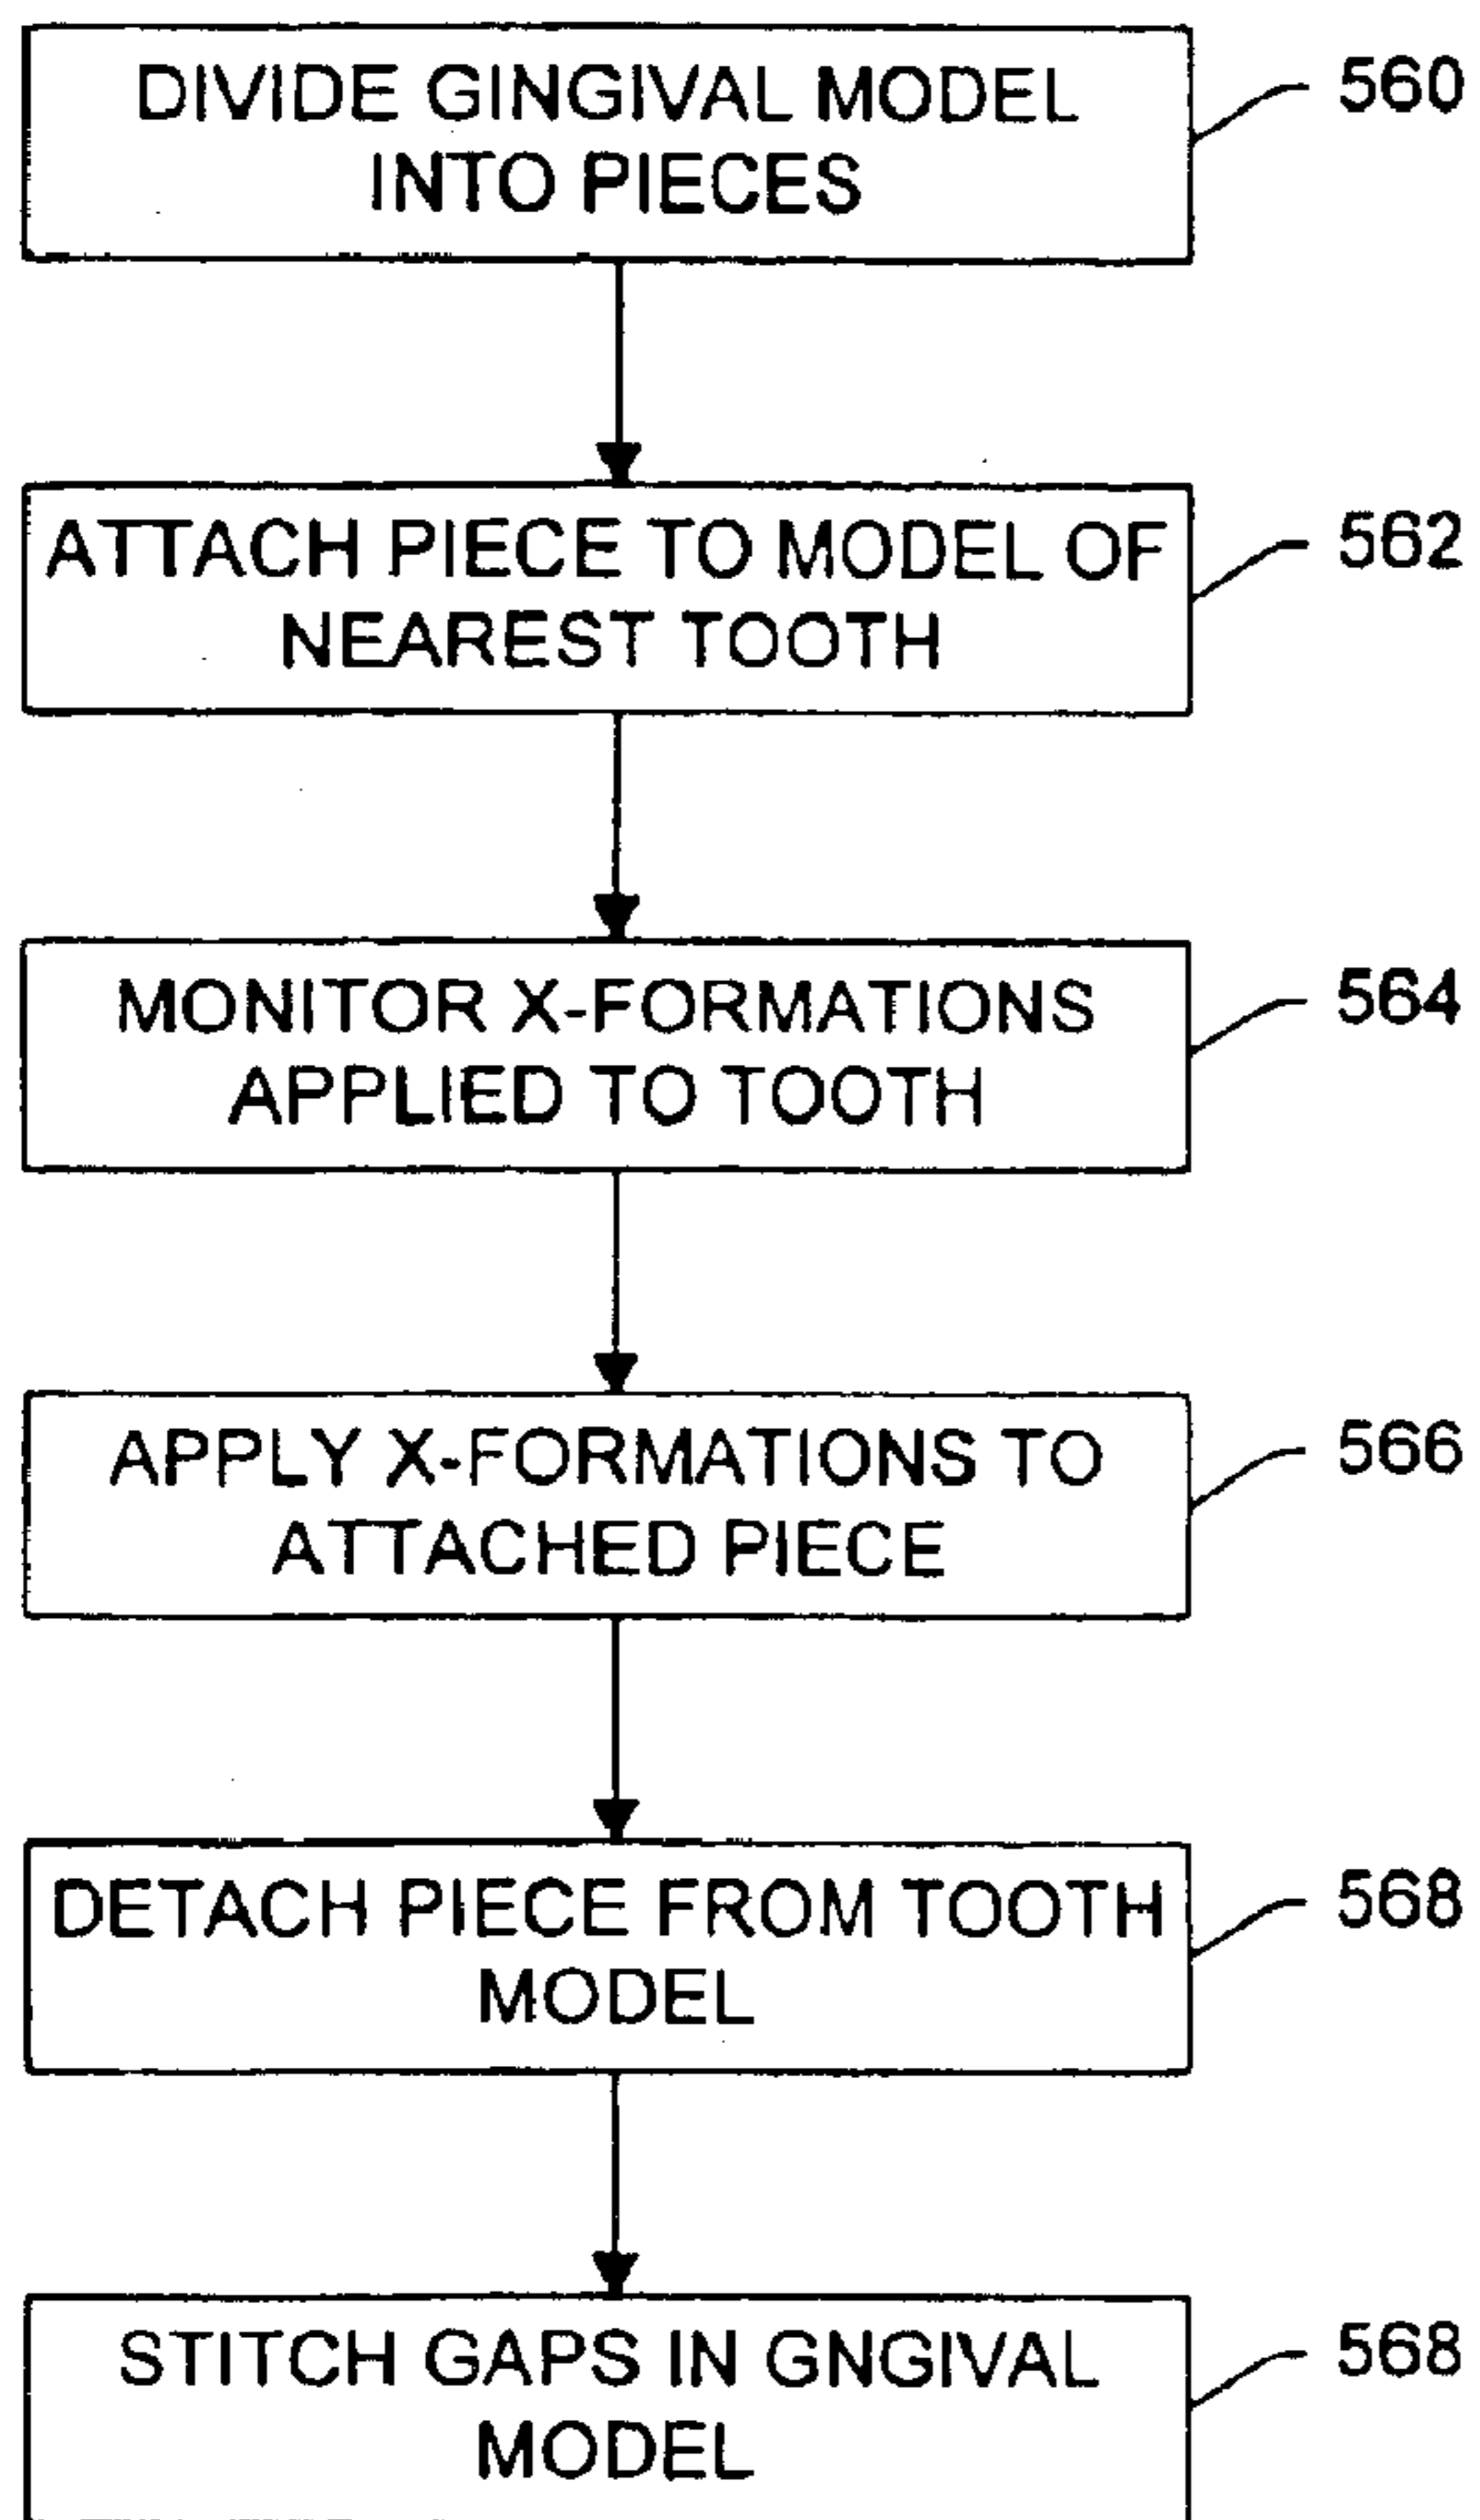 DIVIDE GINGIVAL MODEL
INTO PIECES
560
ATTACH PIECE TO MODEL OF
NEAREST TOOTH
562
MONITOR X-FORMATIONS
APPLIED TO TOOTH
564
APPLY X-FORMATIONS TO
ATTACHED PIECE
566
DETACH PIECE FROM TOOTH
MODEL
568
STITCH GAPS IN GNGIVAL
MODEL
568